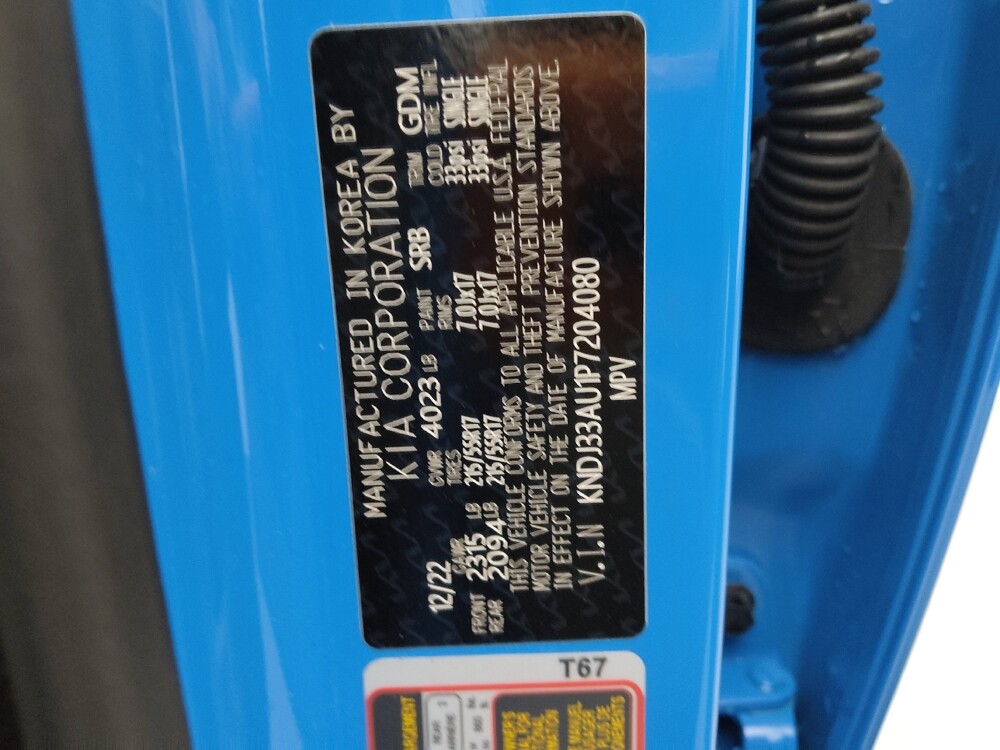 MANUFACTURED IN KOREA BY
KIA CORPORATION
12/22 GVWR 4023 LB PAINT SRB TRIM GDM
GAWR TIRES RIMS COLD TIRE INFL
FRONT 2315 LB 215/55R17 7.0Jx17 33psi SINGLE
REAR 2094 LB 215/55R17 7.0Jx17 33psi SINGLE
THIS VEHICLE CONFORMS TO ALL APPLICABLE U.S.A. FEDERAL
MOTOR VEHICLE SAFETY AND THEFT PREVENTION STANDARDS
IN EFFECT ON THE DATE OF MANUFACTURE SHOWN ABOVE.
V.I.N KNDJ33AU1P7204080
MPV
T67
REAR 3